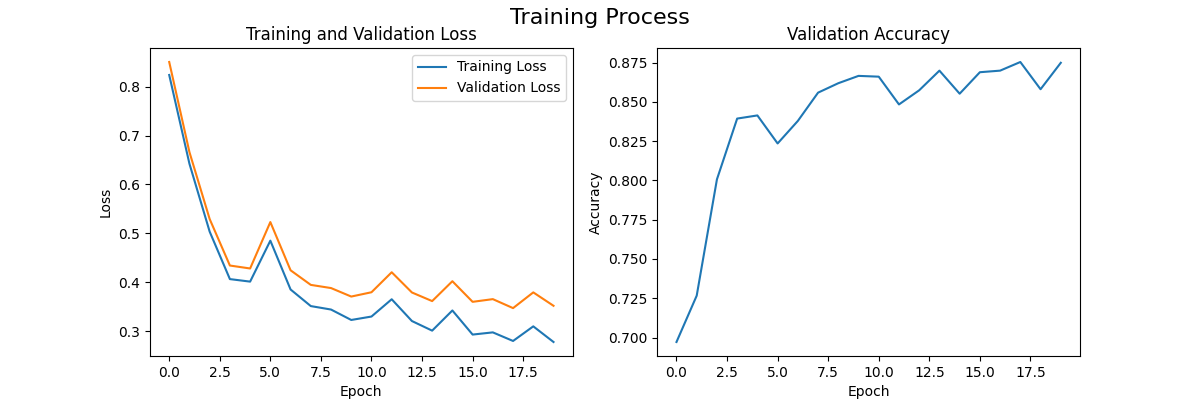 Training Process
Training and Validation Loss
Training Loss
Validation Loss
0.8
0.7
0.6
0.5
0.4
0.3
Loss
0.0 2.5 5.0 7.5 10.0 12.5 15.0 17.5
Epoch
Validation Accuracy
0.875
0.850
0.825
0.800
0.775
0.750
0.725
0.700
Accuracy
0.0 2.5 5.0 7.5 10.0 12.5 15.0 17.5
Epoch